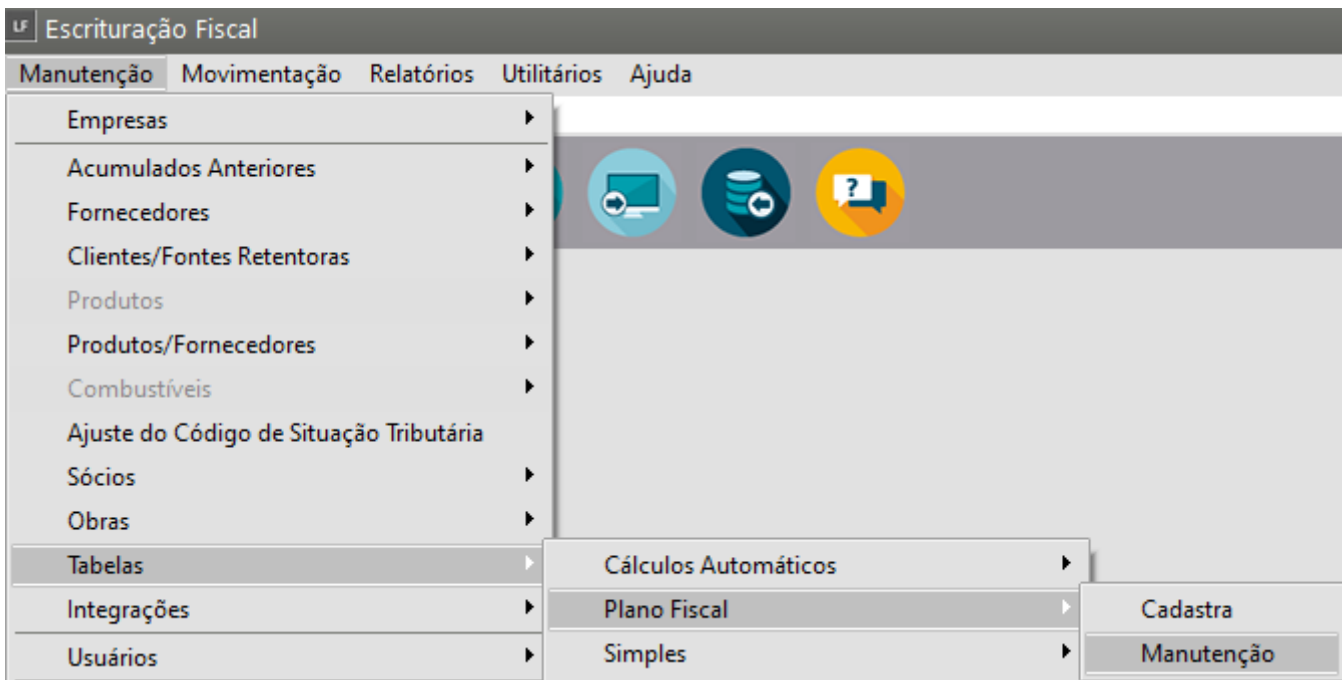 LF Escrituração Fiscal
Manutenção Movimentação Relatórios Utilitários Ajuda
Empresas
Acumulados Anteriores
Fornecedores
Clientes/Fontes Retentoras
Produtos
Produtos/Fornecedores
Combustíveis
Ajuste do Código de Situação Tributária
Sócios
Obras
Tabelas
Integrações
Usuários
Cálculos Automáticos
Plano Fiscal
Simples
Cadastra
Manutenção
?